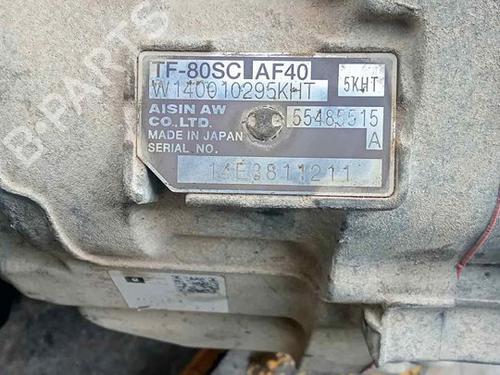 TF-80SC AF40
W140010295KHT 5KHT
AISIN AW
CO.,LTD. 55485515
MADE IN JAPAN A
SERIAL NO.
14E3811211
B-PARTS